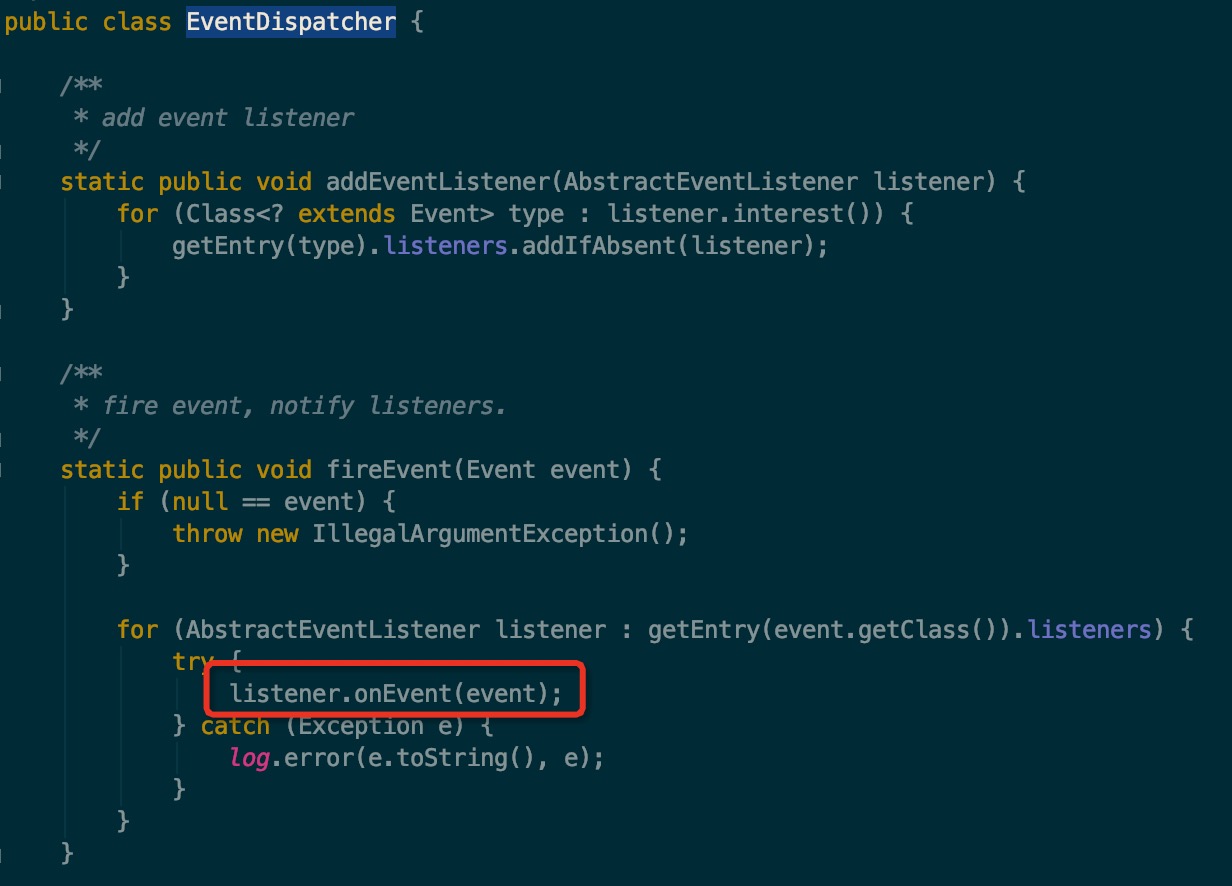 public class EventDispatcher {
/**
* add event listener
*/
static public void addEventListener(AbstractEventListener listener) {
for (Class<? extends Event> type : listener.interest()) {
getEntry(type).listeners.addIfAbsent(listener);
}
}
/**
* fire event, notify listeners.
*/
static public void fireEvent(Event event) {
if (null == event) {
throw new IllegalArgumentException();
}
for (AbstractEventListener listener : getEntry(event.getClass()).listeners) {
try {
listener.onEvent(event);
} catch (Exception e) {
log.error(e.toString(), e);
}
}
}